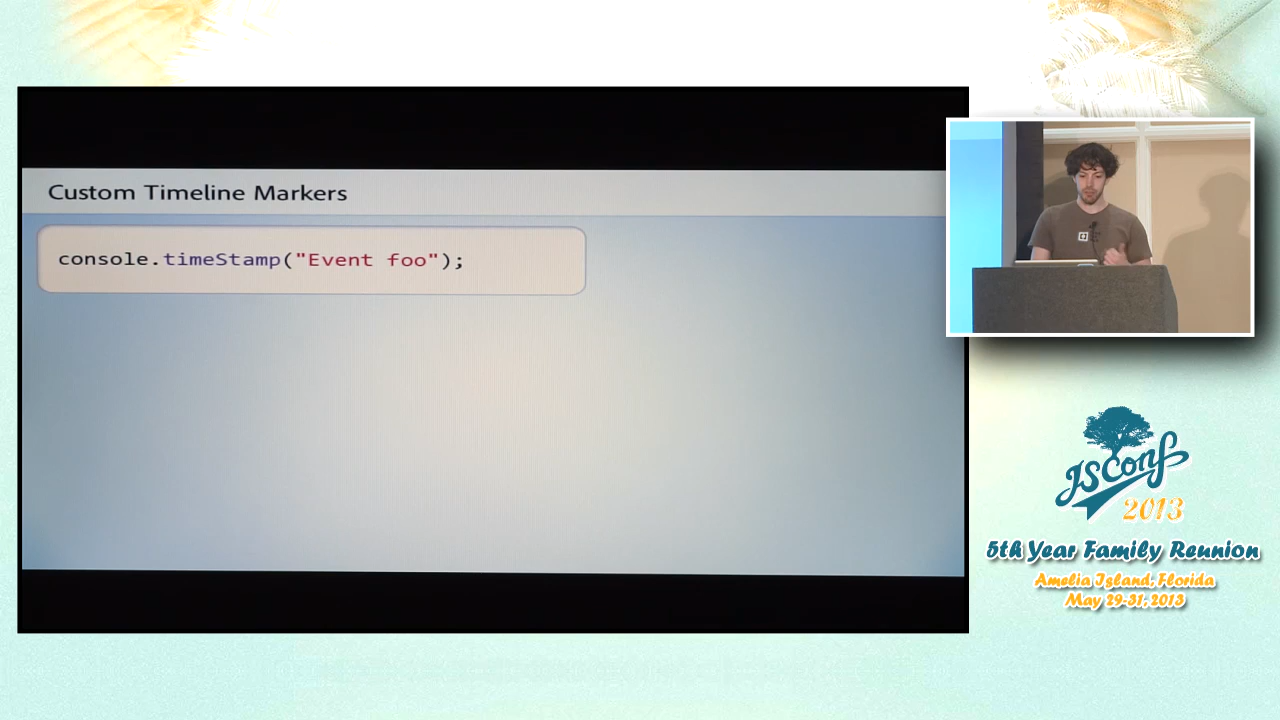 Custom Timeline Markers
console.timeStamp("Event foo");
JSConf
2013
5th Year Family Reunion
Amelia Island, Florida
May 29-31, 2013